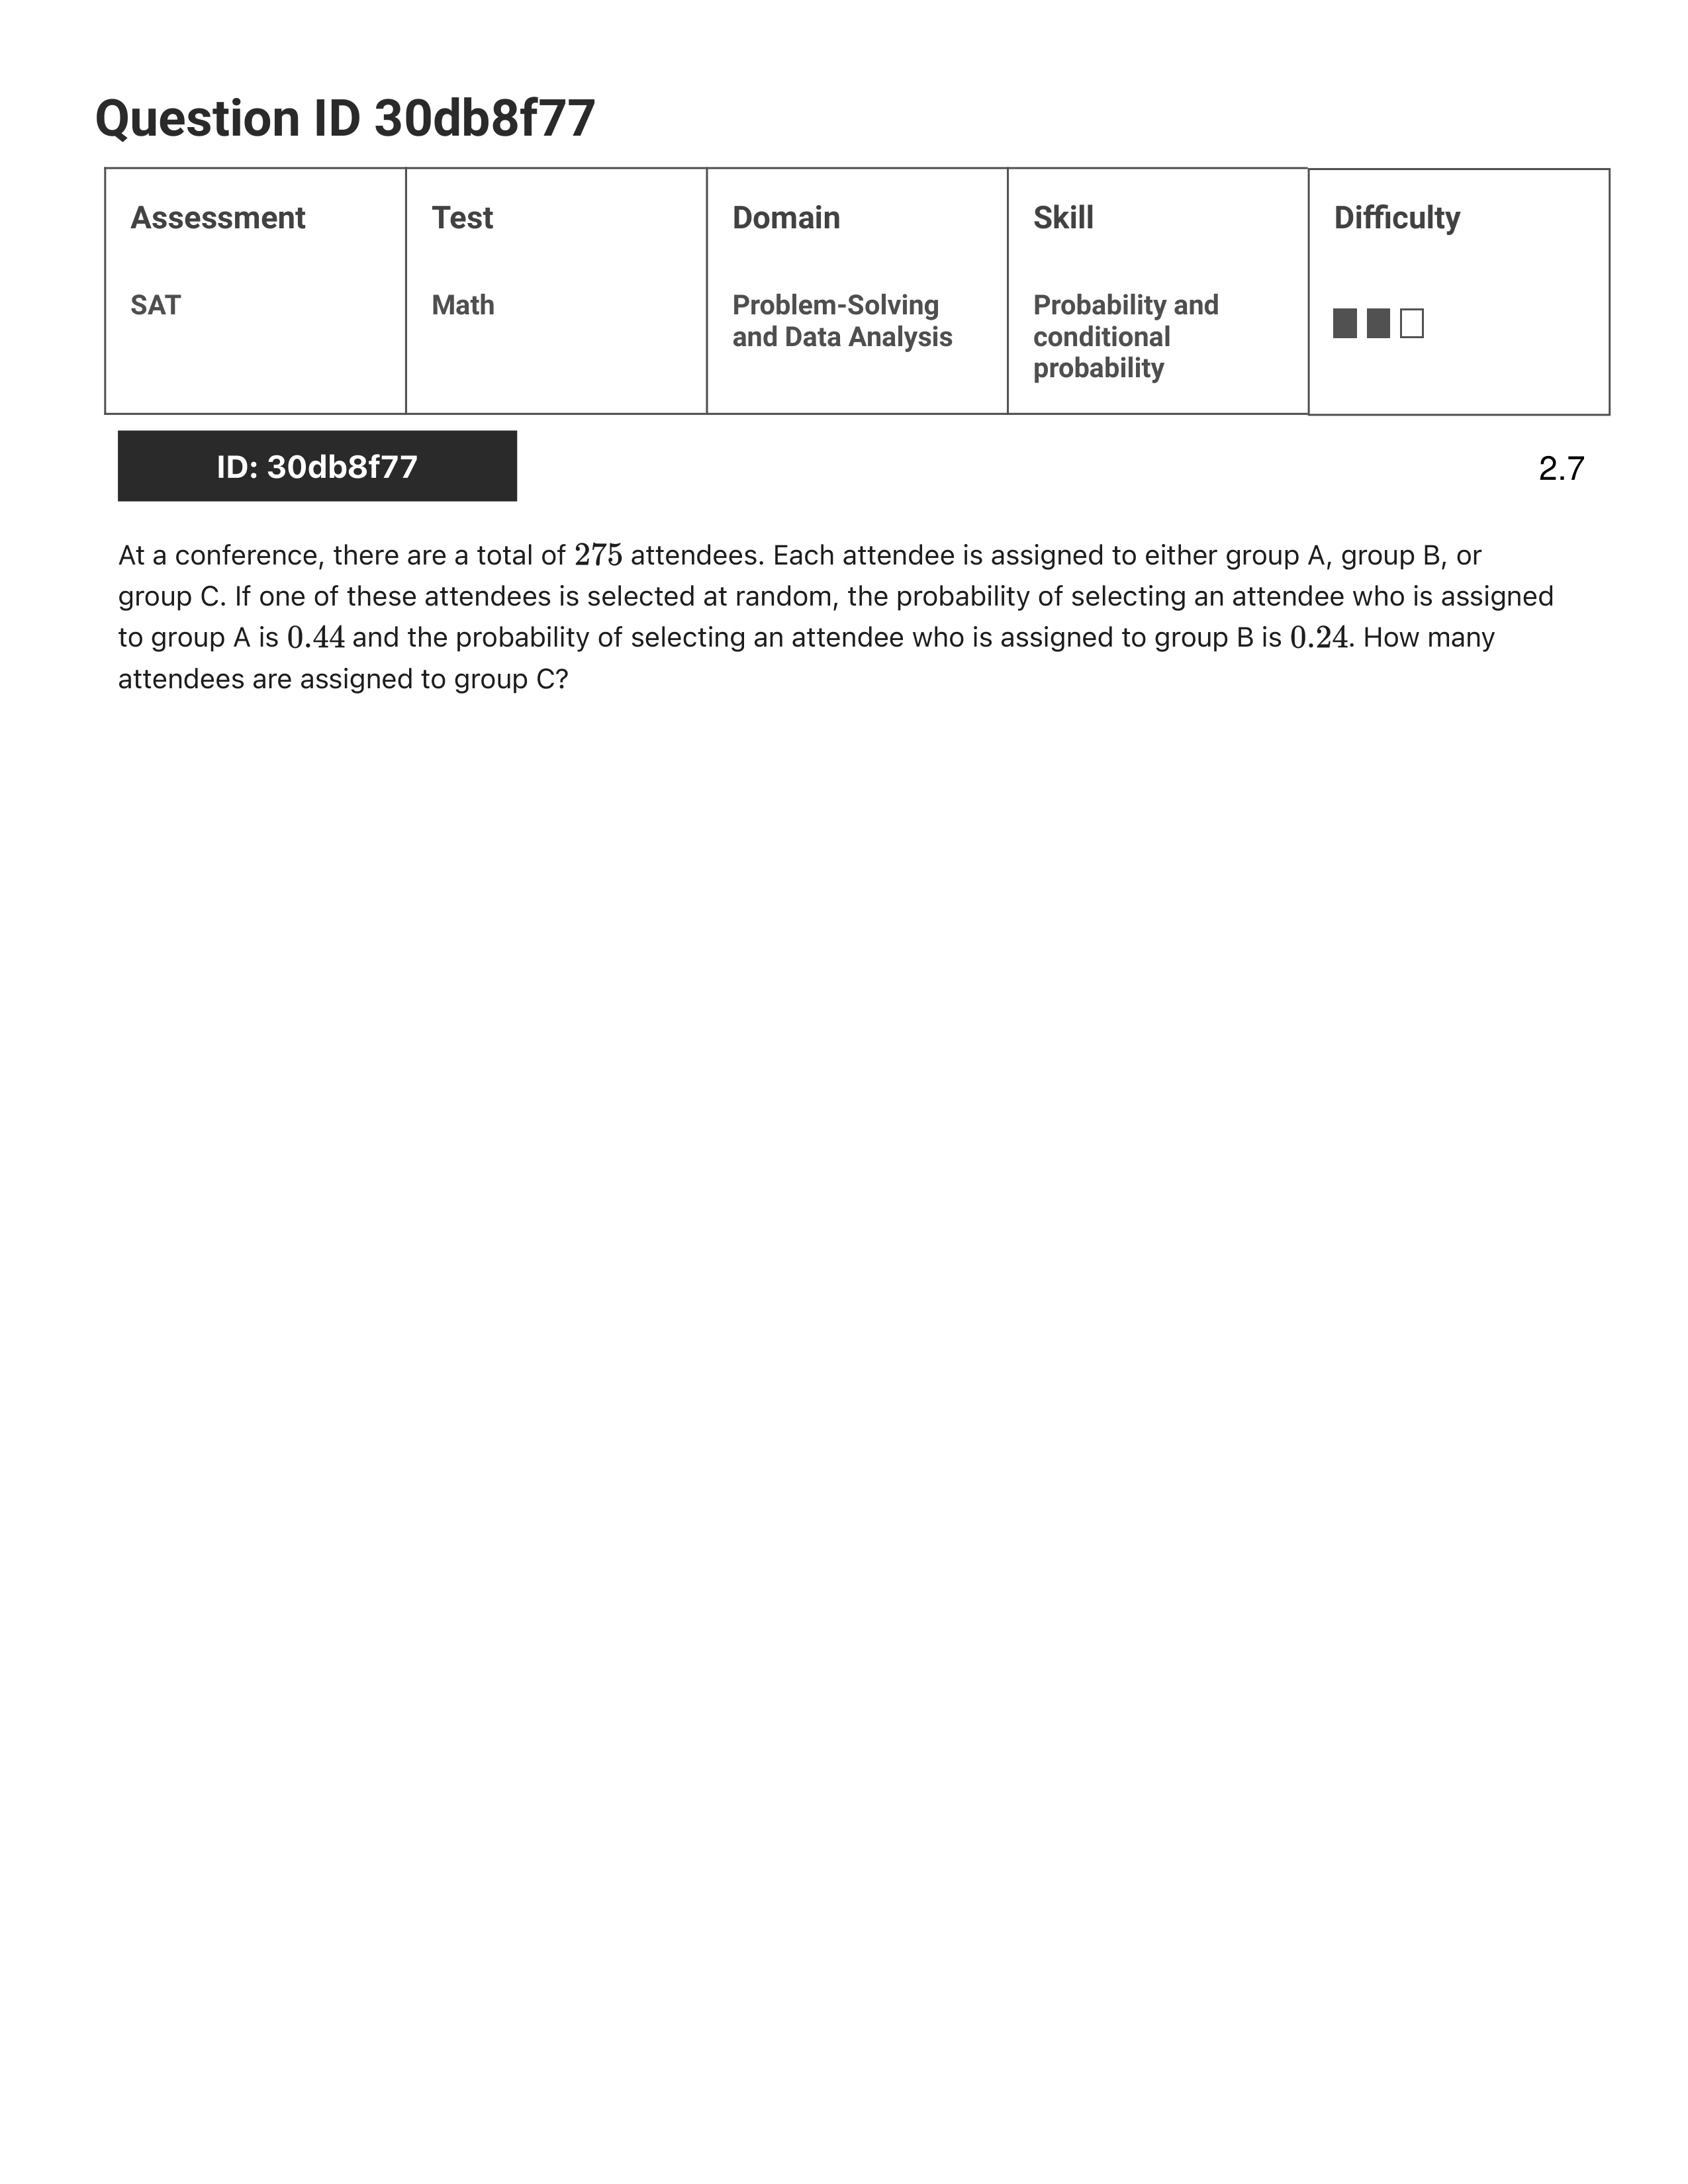 Question ID 30db8f77
Assessment
Test
Domain
Skill
Difficulty
SAT
Math
Problem-Solving
and Data Analysis
Probability and
conditional
probability
ID: 30db8f77
2.7
At a conference, there are a total of 275 attendees. Each attendee is assigned to either group A, group B, or
group C. If one of these attendees is selected at random, the probability of selecting an attendee who is assigned
to group A is 0.44 and the probability of selecting an attendee who is assigned to group B is 0.24. How many
attendees are assigned to group C?